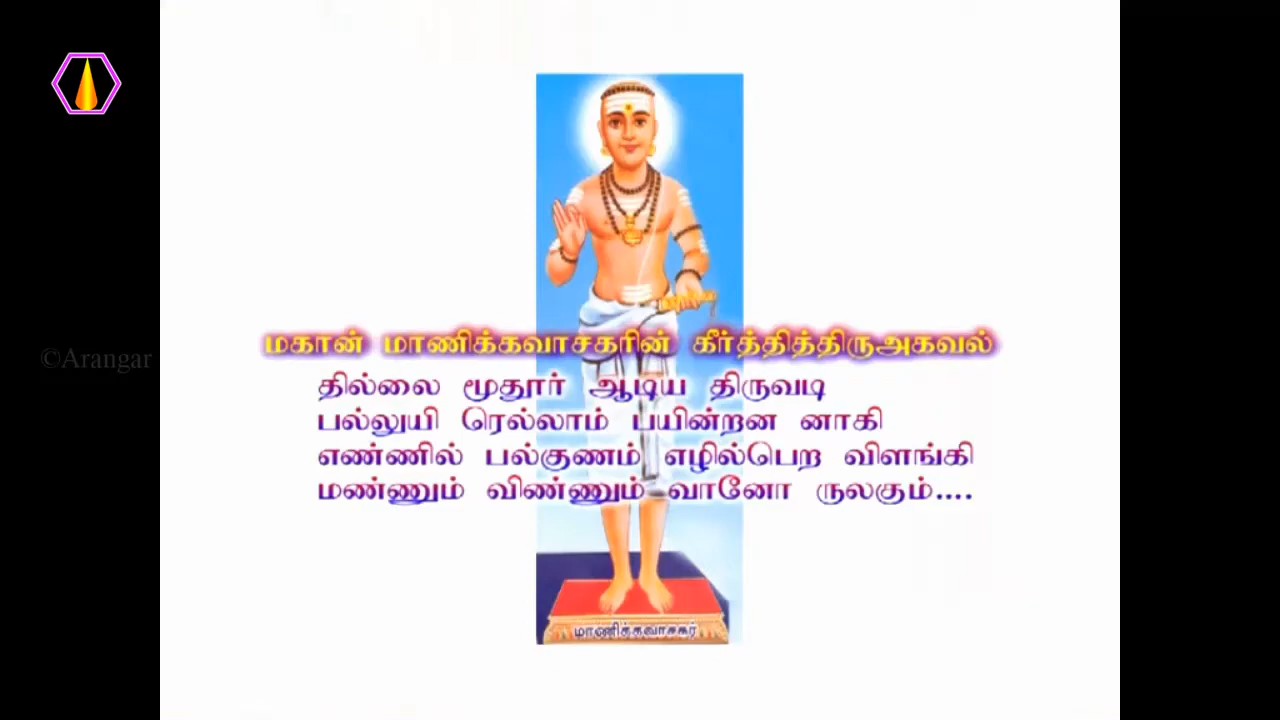 மகான் மாணிக்கவாசகரின் கீர்த்தித்திருஅகவல்
©Arangar
தில்லை மூதூர் ஆடிய திருவடி
பல்லுயி ரெல்லாம் பயின்றன னாகி
எண்ணில் பல்குணம் எழில்பெற விளங்கி
மண்ணும் விண்ணும் வானோ ருலகும்....
மாணிக்கவாசகர்